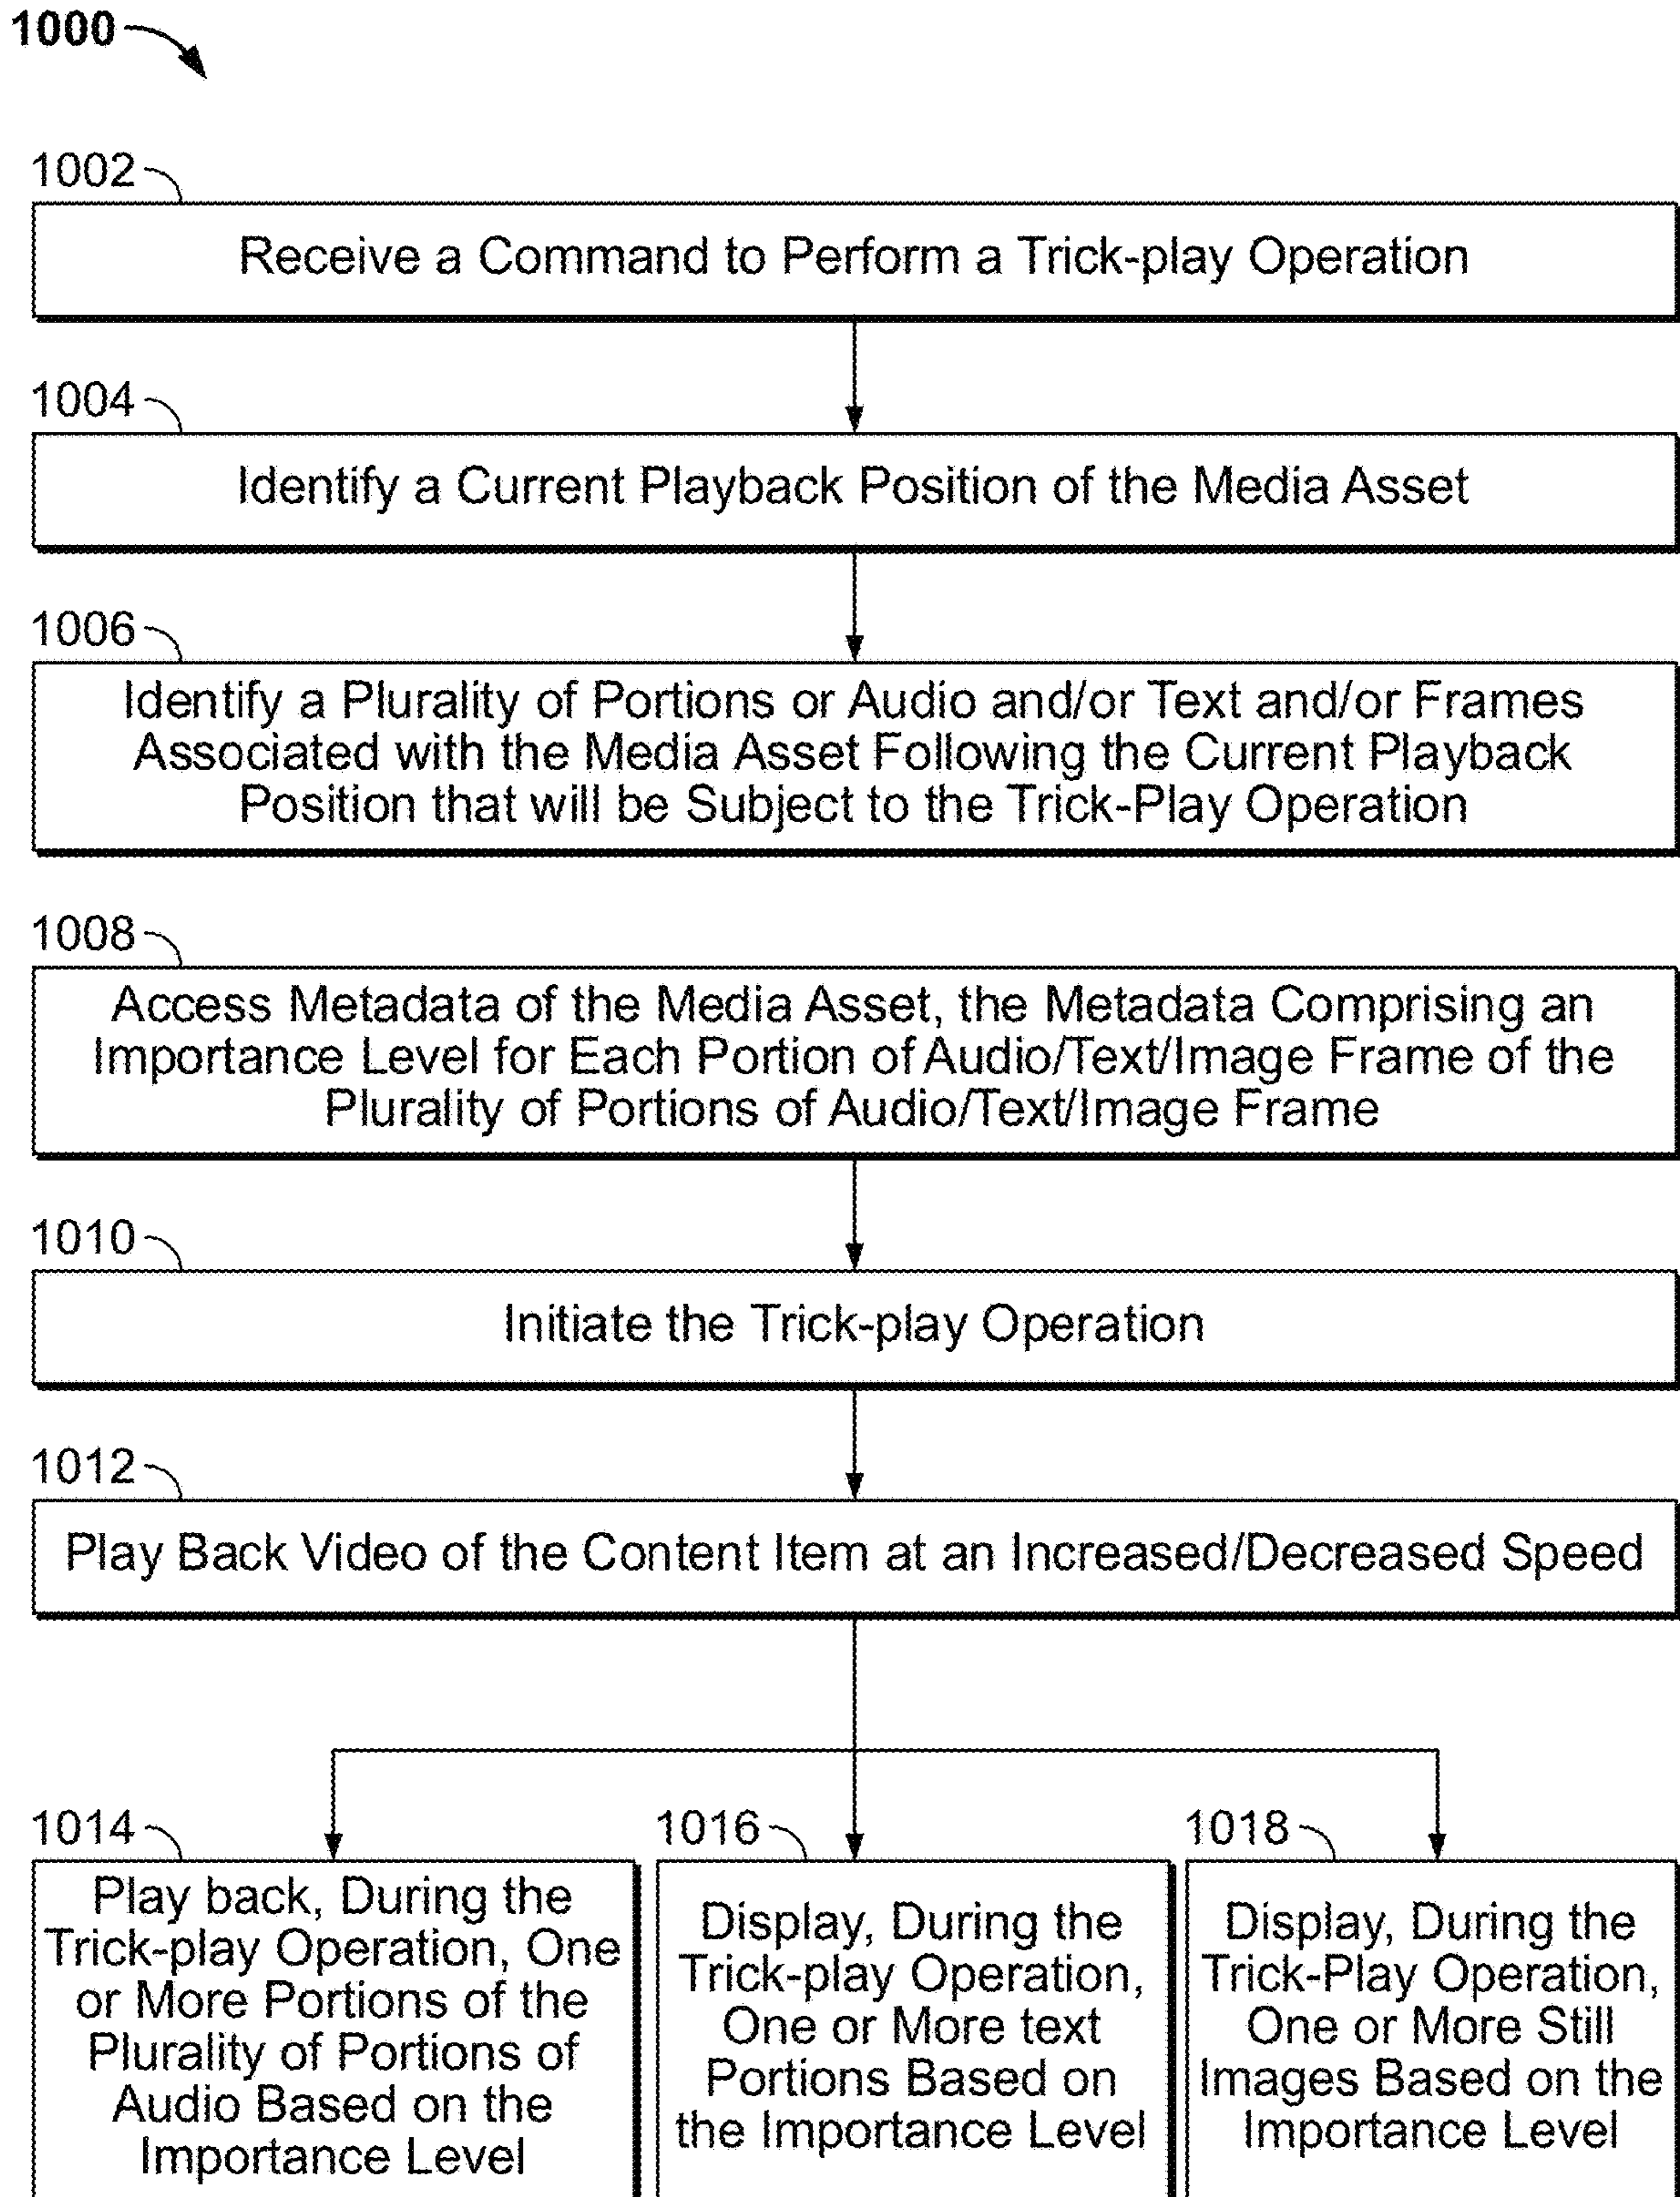 1000
1002
Receive a Command to Perform a Trick-play Operation
1004
Identify a Current Playback Position of the Media Asset
1006
Identify a Plurality of Portions or Audio and/or Text and/or Frames
Associated with the Media Asset Following the Current Playback
Position that will be Subject to the Trick-Play Operation
1008
Access Metadata of the Media Asset, the Metadata Comprising an
Importance Level for Each Portion of Audio/Text/Image Frame of the
Plurality of Portions of Audio/Text/Image Frame
1010
Initiate the Trick-play Operation
1012
Play Back Video of the Content Item at an Increased/Decreased Speed
1014
Play back, During the
Trick-play Operation, One
or More Portions of the
Plurality of Portions of
Audio Based on the
Importance Level
1016
Display, During the
Trick-play Operation,
One or More text
Portions Based on
the Importance Level
1018
Display, During the
Trick-Play Operation,
One or More Still
Images Based on the
Importance Level